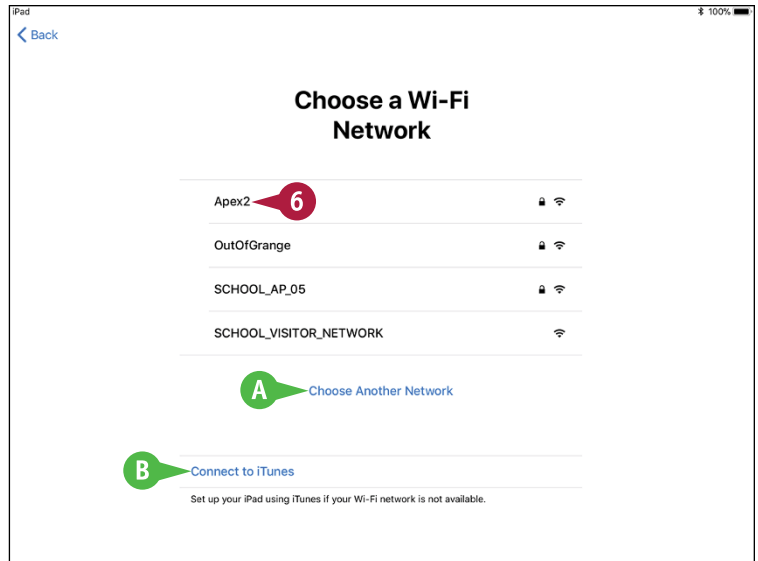 iPad 100%
Back
Choose a Wi-Fi
Network
Apex2 6
OutOfGrange
SCHOOL_AP_05
SCHOOL_VISITOR_NETWORK
A Choose Another Network
B Connect to iTunes
Set up your iPad using iTunes if your Wi-Fi network is not available.